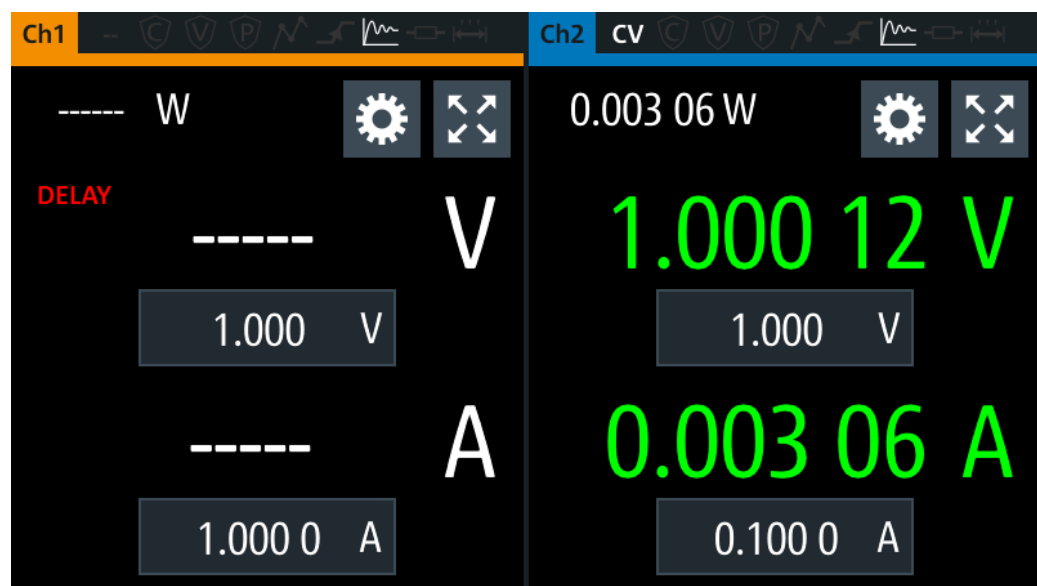 Ch1 -- C V P
------ W
DELAY
----- V
1.000 V
----- A
1.000 0 A
Ch2 CV C V P
0.003 06 W
1.000 12 V
1.000 V
0.003 06 A
0.100 0 A